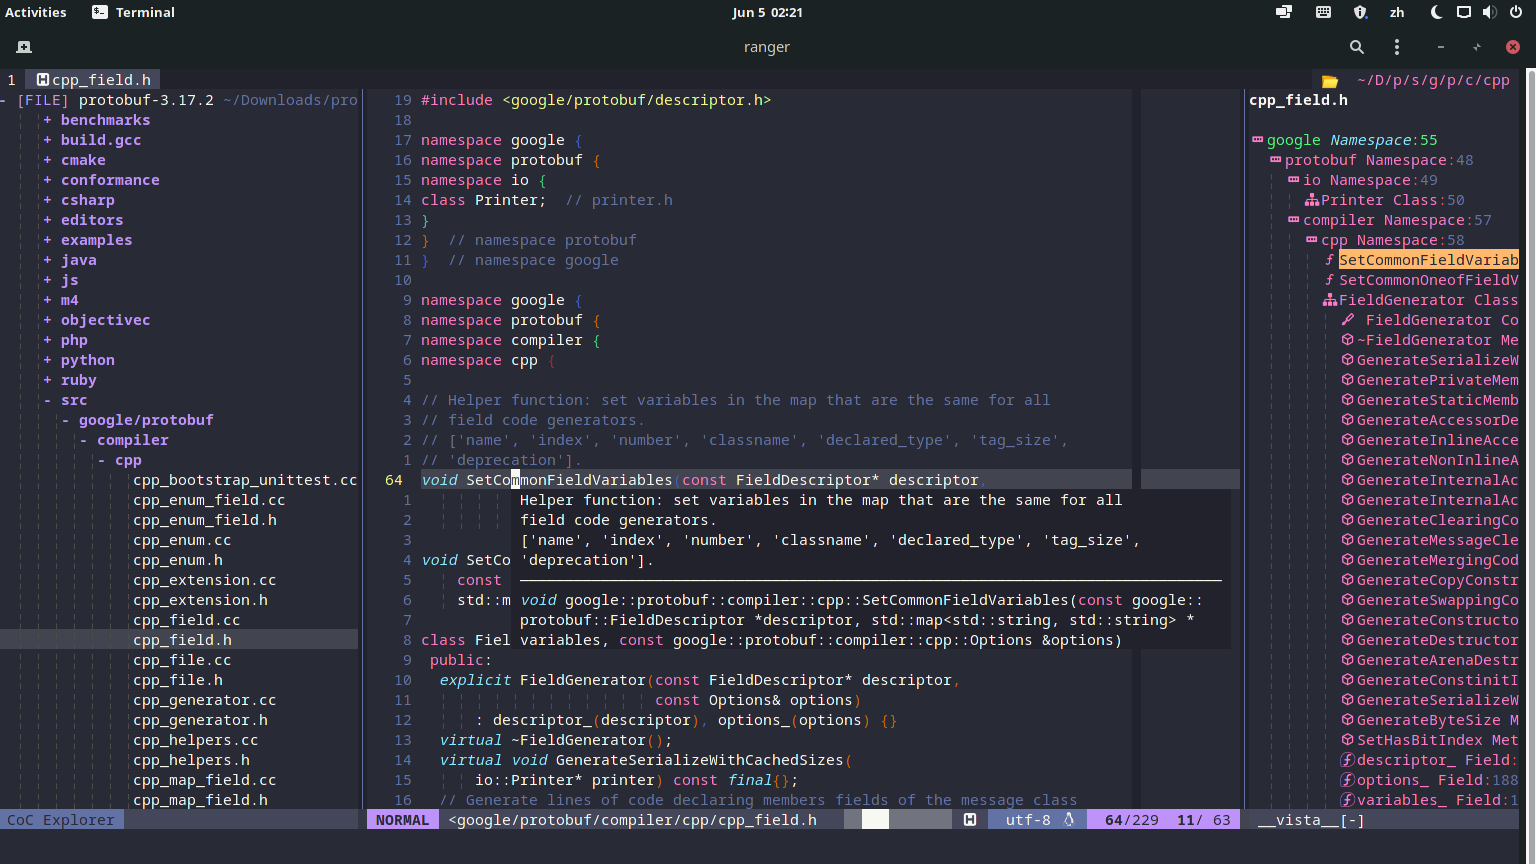 Activities Terminal Jun 5 02:21 zh
ranger
1 cpp_field.h ~/D/p/s/g/p/c/cpp
- [FILE] protobuf-3.17.2 ~/Downloads/pro
+ benchmarks
+ build.gcc
+ cmake
+ conformance
+ csharp
+ editors
+ examples
+ java
+ js
+ m4
+ objectivec
+ php
+ python
+ ruby
- src
- google/protobuf
- compiler
- cpp
cpp_bootstrap_unittest.cc
cpp_enum_field.cc
cpp_enum_field.h
cpp_enum.cc
cpp_enum.h
cpp_extension.cc
cpp_extension.h
cpp_field.cc
cpp_field.h
cpp_file.cc
cpp_file.h
cpp_generator.cc
cpp_generator.h
cpp_helpers.cc
cpp_helpers.h
cpp_map_field.cc
cpp_map_field.h
CoC Explorer
19 #include <google/protobuf/descriptor.h>
18
17 namespace google {
16 namespace protobuf {
15 namespace io {
14 class Printer;  // printer.h
13 }
12 }  // namespace protobuf
11 }  // namespace google
10
9 namespace google {
8 namespace protobuf {
7 namespace compiler {
6 namespace cpp {
5
4 // Helper function: set variables in the map that are the same for all
3 // field code generators.
2 // ['name', 'index', 'number', 'classname', 'declared_type', 'tag_size',
1 // 'deprecation'].
64 void SetCommonFieldVariables(const FieldDescriptor* descriptor,
1 Helper function: set variables in the map that are the same for all
2 field code generators.
3 ['name', 'index', 'number', 'classname', 'declared_type', 'tag_size',
4 void SetCo 'deprecation'].
5 const
6 std::m void google::protobuf::compiler::cpp::SetCommonFieldVariables(const google::
7 protobuf::FieldDescriptor *descriptor, std::map<std::string, std::string> *
8 class Fiel variables, const google::protobuf::compiler::cpp::Options &options)
9 public:
10 explicit FieldGenerator(const FieldDescriptor* descriptor,
11 const Options& options)
12 : descriptor_(descriptor), options_(options) {}
13 virtual ~FieldGenerator();
14 virtual void GenerateSerializeWithCachedSizes(
15 io::Printer* printer) const final{};
16 // Generate lines of code declaring members fields of the message class
NORMAL <google/protobuf/compiler/cpp/cpp_field.h utf-8 64/229 11/ 63
cpp_field.h
google Namespace:55
protobuf Namespace:48
io Namespace:49
Printer Class:50
compiler Namespace:57
cpp Namespace:58
f SetCommonFieldVariab
f SetCommonOneofFieldV
FieldGenerator Class
FieldGenerator Co
~FieldGenerator Me
GenerateSerializeW
GeneratePrivateMem
GenerateStaticMemb
GenerateAccessorDe
GenerateInlineAcce
GenerateNonInlineA
GenerateInternalAc
GenerateInternalAc
GenerateClearingCo
GenerateMessageCle
GenerateMergingCod
GenerateCopyConstr
GenerateSwappingCo
GenerateConstructo
GenerateDestructor
GenerateArenaDestr
GenerateConstinitI
GenerateSerializeW
GenerateByteSize M
SetHasBitIndex Met
descriptor_ Field:
options_ Field:188
variables_ Field:1
__vista__[-]